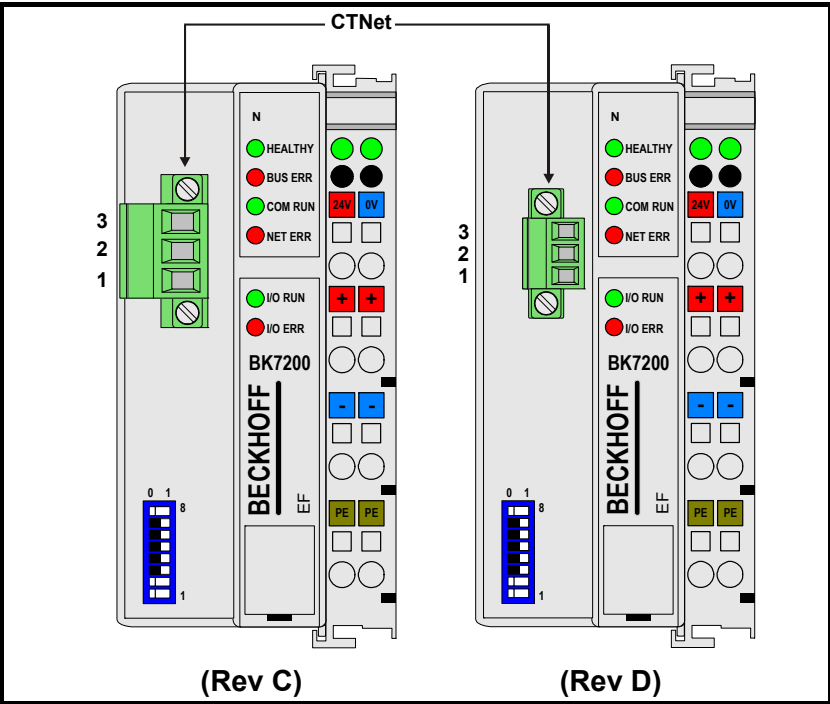 CTNet
N
HEALTHY
BUS ERR
COM RUN
NET ERR
24V 0V
3
2
1
I/O RUN
I/O ERR
+ +
BK7200
BECKHOFF
EF
- -
PE PE
0 1
8
1
(Rev C)
N
HEALTHY
BUS ERR
COM RUN
NET ERR
24V 0V
3
2
1
I/O RUN
I/O ERR
+ +
BK7200
BECKHOFF
EF
- -
PE PE
0 1
8
1
(Rev D)